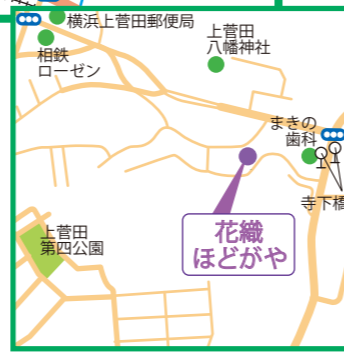 横浜上菅田郵便局
相鉄
ローゼン
上菅田
八幡神社
まきの
歯科
寺下橋
花織
ほどがや
上菅田
第四公園